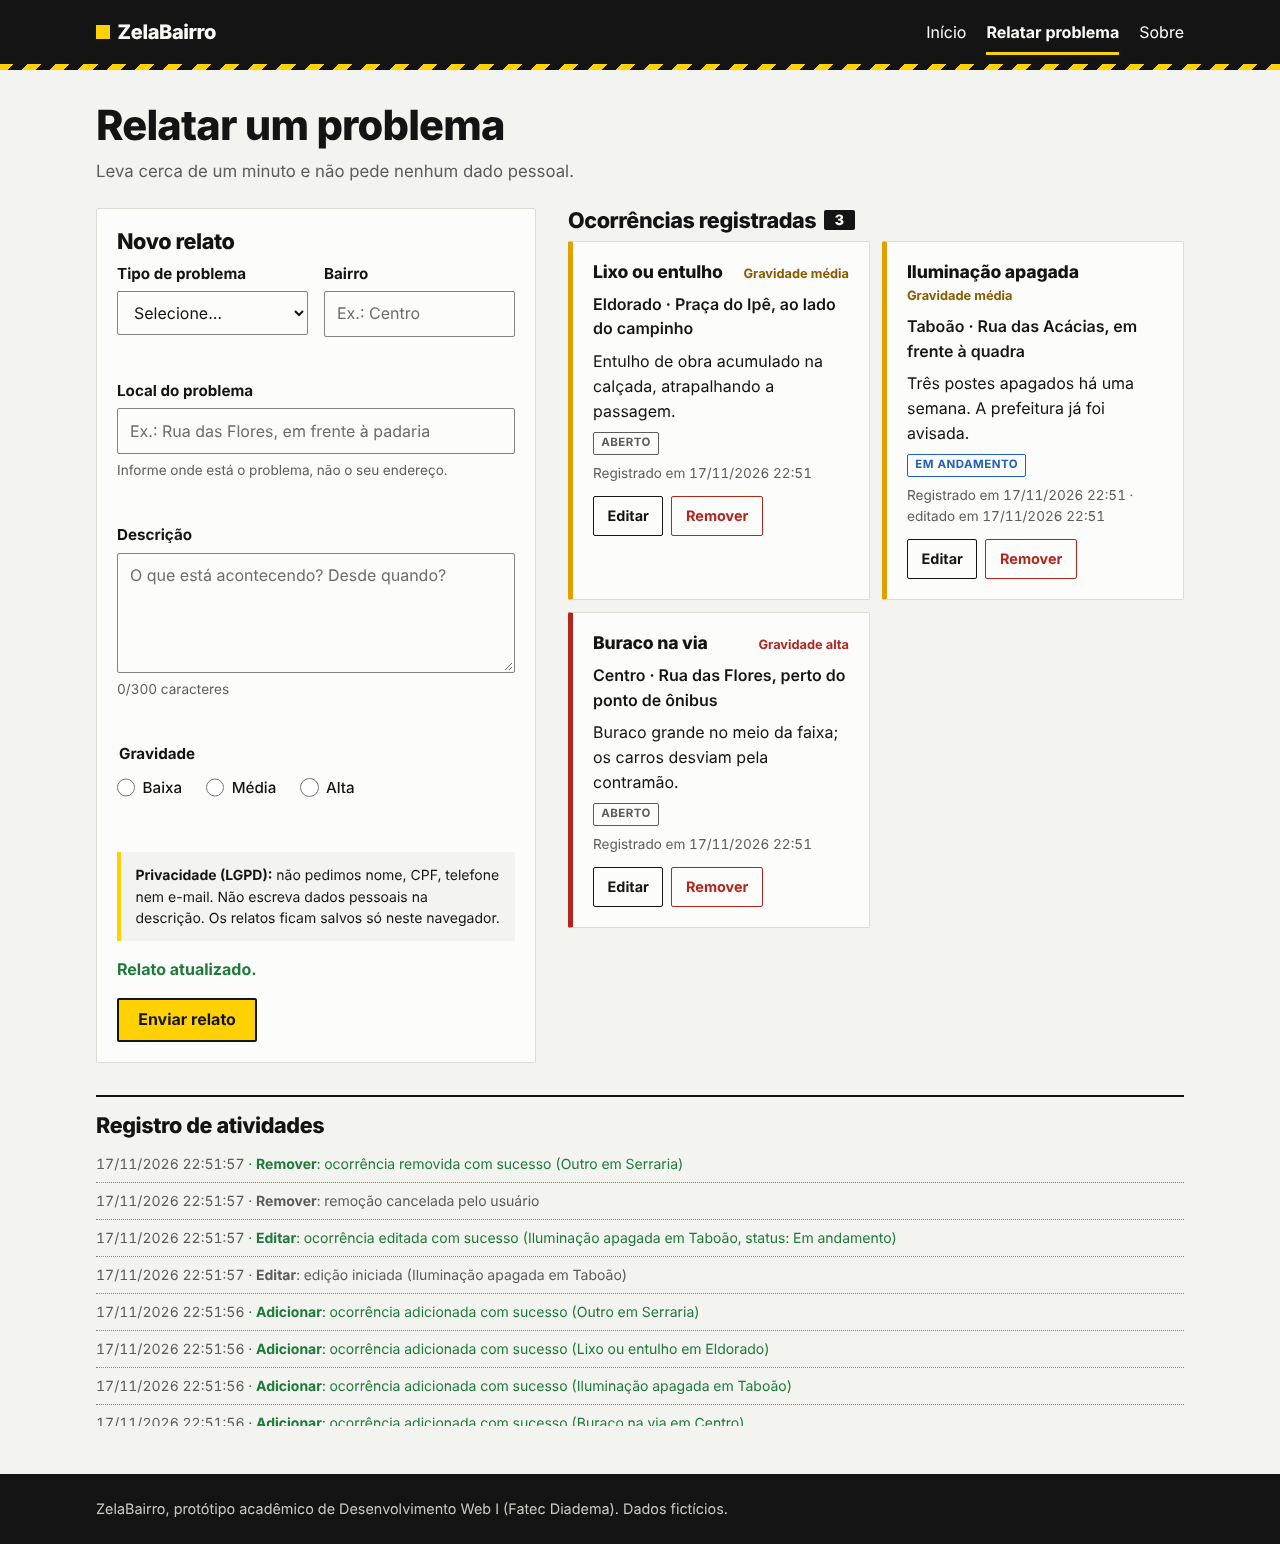 ZelaBairro
Início Relatar problema Sobre
Relatar um problema
Leva cerca de um minuto e não pede nenhum dado pessoal.
Novo relato
Tipo de problema
Selecione...
Bairro
Ex.: Centro
Local do problema
Ex.: Rua das Flores, em frente à padaria
Informe onde está o problema, não o seu endereço.
Descrição
O que está acontecendo? Desde quando?
0/300 caracteres
Gravidade
Baixa Média Alta
Privacidade (LGPD): não pedimos nome, CPF, telefone
nem e-mail. Não escreva dados pessoais na
descrição. Os relatos ficam salvos só neste navegador.
Relato atualizado.
Enviar relato
Ocorrências registradas 3
Lixo ou entulho Gravidade média
Eldorado · Praça do Ipê, ao lado
do campinho
Entulho de obra acumulado na
calçada, atrapalhando a
passagem.
ABERTO
Registrado em 17/11/2026 22:51
Editar Remover
Iluminação apagada
Gravidade média
Taboão · Rua das Acácias, em
frente à quadra
Três postes apagados há uma
semana. A prefeitura já foi
avisada.
EM ANDAMENTO
Registrado em 17/11/2026 22:51 ·
editado em 17/11/2026 22:51
Editar Remover
Buraco na via Gravidade alta
Centro · Rua das Flores, perto do
ponto de ônibus
Buraco grande no meio da faixa;
os carros desviam pela
contramão.
ABERTO
Registrado em 17/11/2026 22:51
Editar Remover
Registro de atividades
17/11/2026 22:51:57 · Remover: ocorrência removida com sucesso (Outro em Serraria)
17/11/2026 22:51:57 · Remover: remoção cancelada pelo usuário
17/11/2026 22:51:57 · Editar: ocorrência editada com sucesso (Iluminação apagada em Taboão, status: Em andamento)
17/11/2026 22:51:57 · Editar: edição iniciada (Iluminação apagada em Taboão)
17/11/2026 22:51:56 · Adicionar: ocorrência adicionada com sucesso (Outro em Serraria)
17/11/2026 22:51:56 · Adicionar: ocorrência adicionada com sucesso (Lixo ou entulho em Eldorado)
17/11/2026 22:51:56 · Adicionar: ocorrência adicionada com sucesso (Iluminação apagada em Taboão)
17/11/2026 22:51:56 · Adicionar: ocorrência adicionada com sucesso (Buraco na via em Centro)
ZelaBairro, protótipo acadêmico de Desenvolvimento Web I (Fatec Diadema). Dados fictícios.